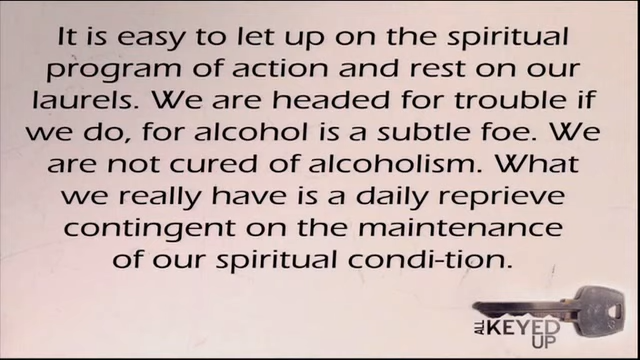 It is easy to let up on the spiritual
program of action and rest on our
laurels. We are headed for trouble if
we do, for alcohol is a subtle foe. We
are not cured of alcoholism. What
we really have is a daily reprieve
contingent on the maintenance
of our spiritual condi-tion.
ALL KEYED
UP